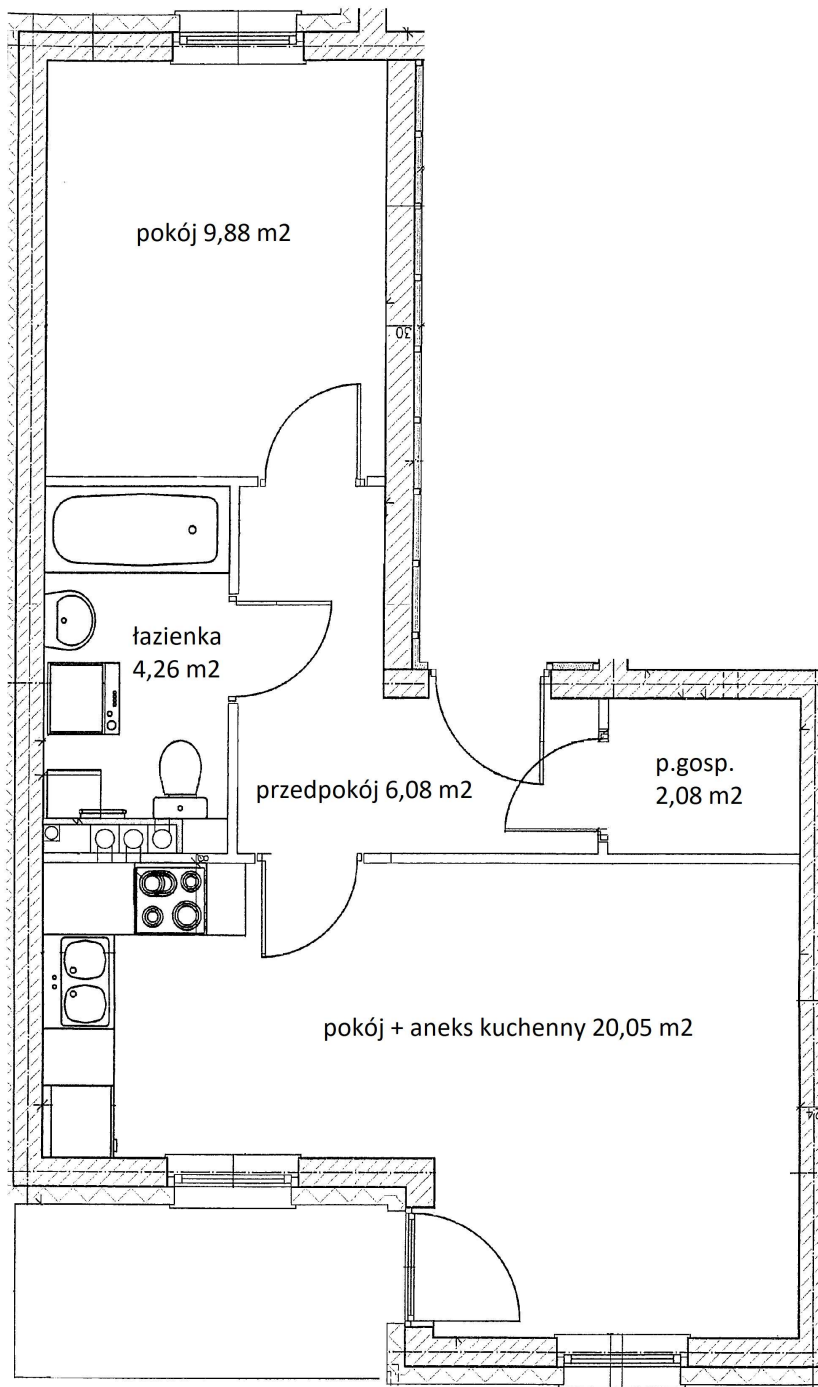 pokój 9,88 m2
30
łazienka
4,26 m2
przedpokój 6,08 m2
p.gosp.
2,08 m2
pokój + aneks kuchenny 20,05 m2